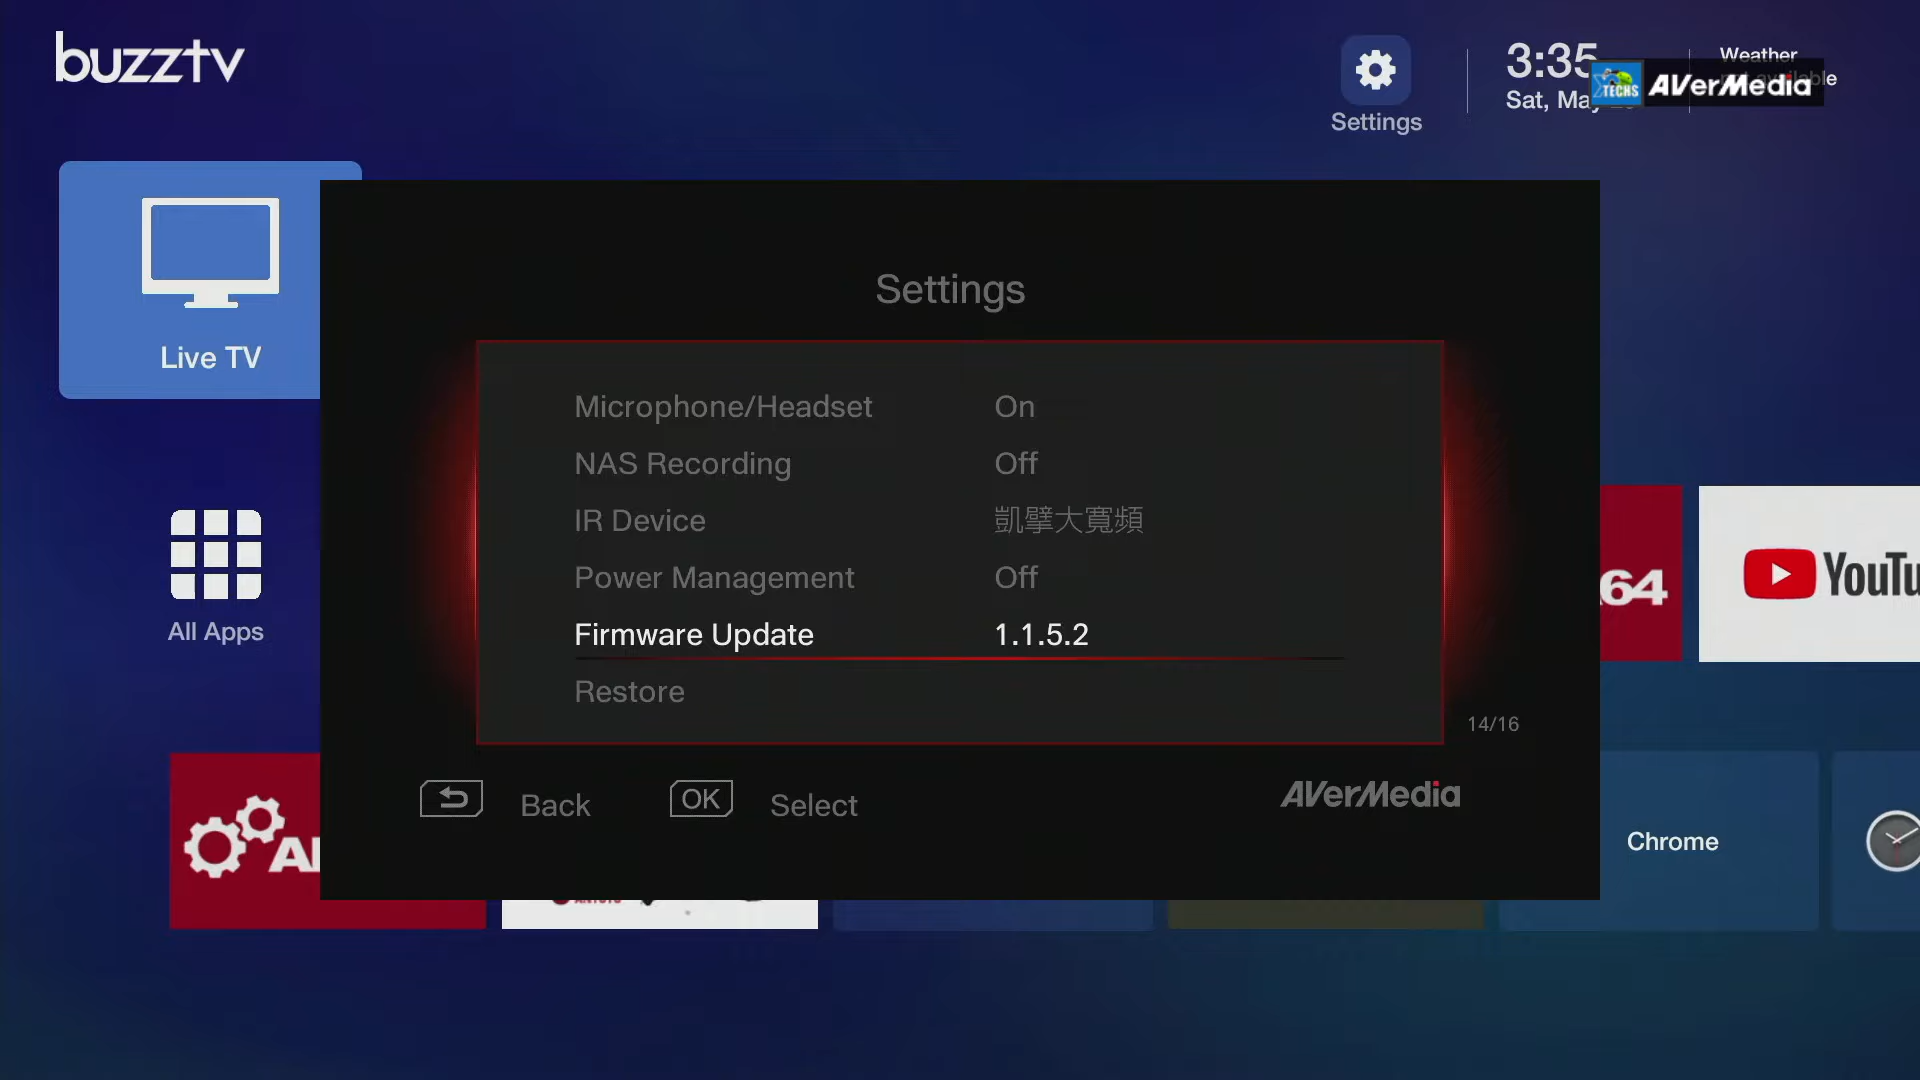 buzztv
Settings
3:35
Sat, May
Weather
TECHS AVerMedia
Live TV
Settings
Microphone/Headset On
NAS Recording Off
IR Device 凱擘大寬頻
Power Management Off
Firmware Update 1.1.5.2
Restore
14/16
Back OK Select AVerMedia
All Apps
64
YouTu
Chrome